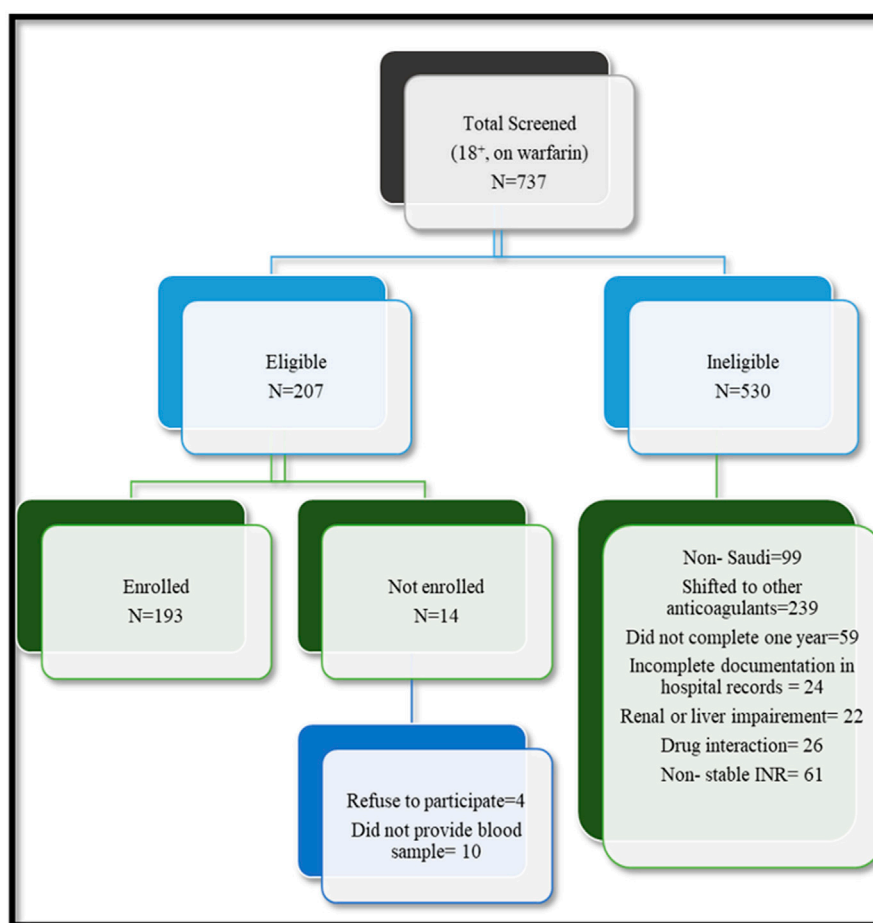 Total Screened
(18⁺, on warfarin)
N=737
Eligible
N=207
Ineligible
N=530
Enrolled
N=193
Not enrolled
N=14
Non- Saudi=99
Shifted to other
anticoagulants=239
Did not complete one year=59
Incomplete documentation in
hospital records = 24
Renal or liver impairement= 22
Drug interaction= 26
Non- stable INR= 61
Refuse to participate=4
Did not provide blood
sample= 10